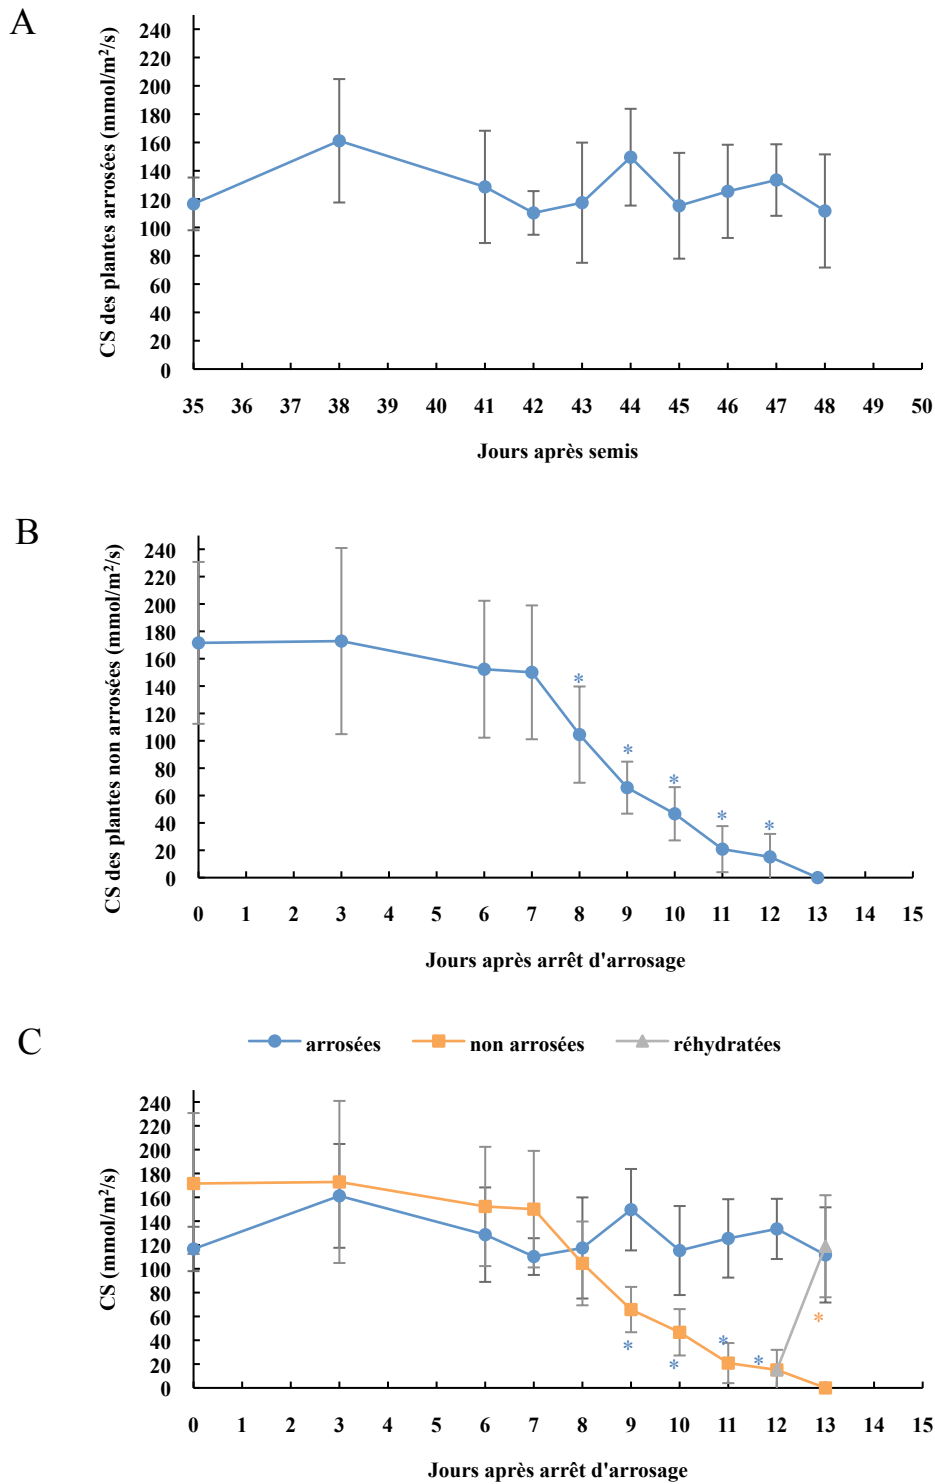 A
CS des plantes arrosées (mmol/m²/s)
240
220
200
180
160
140
120
100
80
60
40
20
0
35 36 37 38 39 40 41 42 43 44 45 46 47 48 49 50
Jours après semis
B
CS des plantes non arrosées (mmol/m²/s)
240
220
200
180
160
140
120
100
80
60
40
20
0
* * * * *
0 1 2 3 4 5 6 7 8 9 10 11 12 13 14 15
Jours après arrêt d'arrosage
C
arrosées non arrosées réhydratées
CS (mmol/m²/s)
240
220
200
180
160
140
120
100
80
60
40
20
0
* * * * *
0 1 2 3 4 5 6 7 8 9 10 11 12 13 14 15
Jours après arrêt d'arrosage